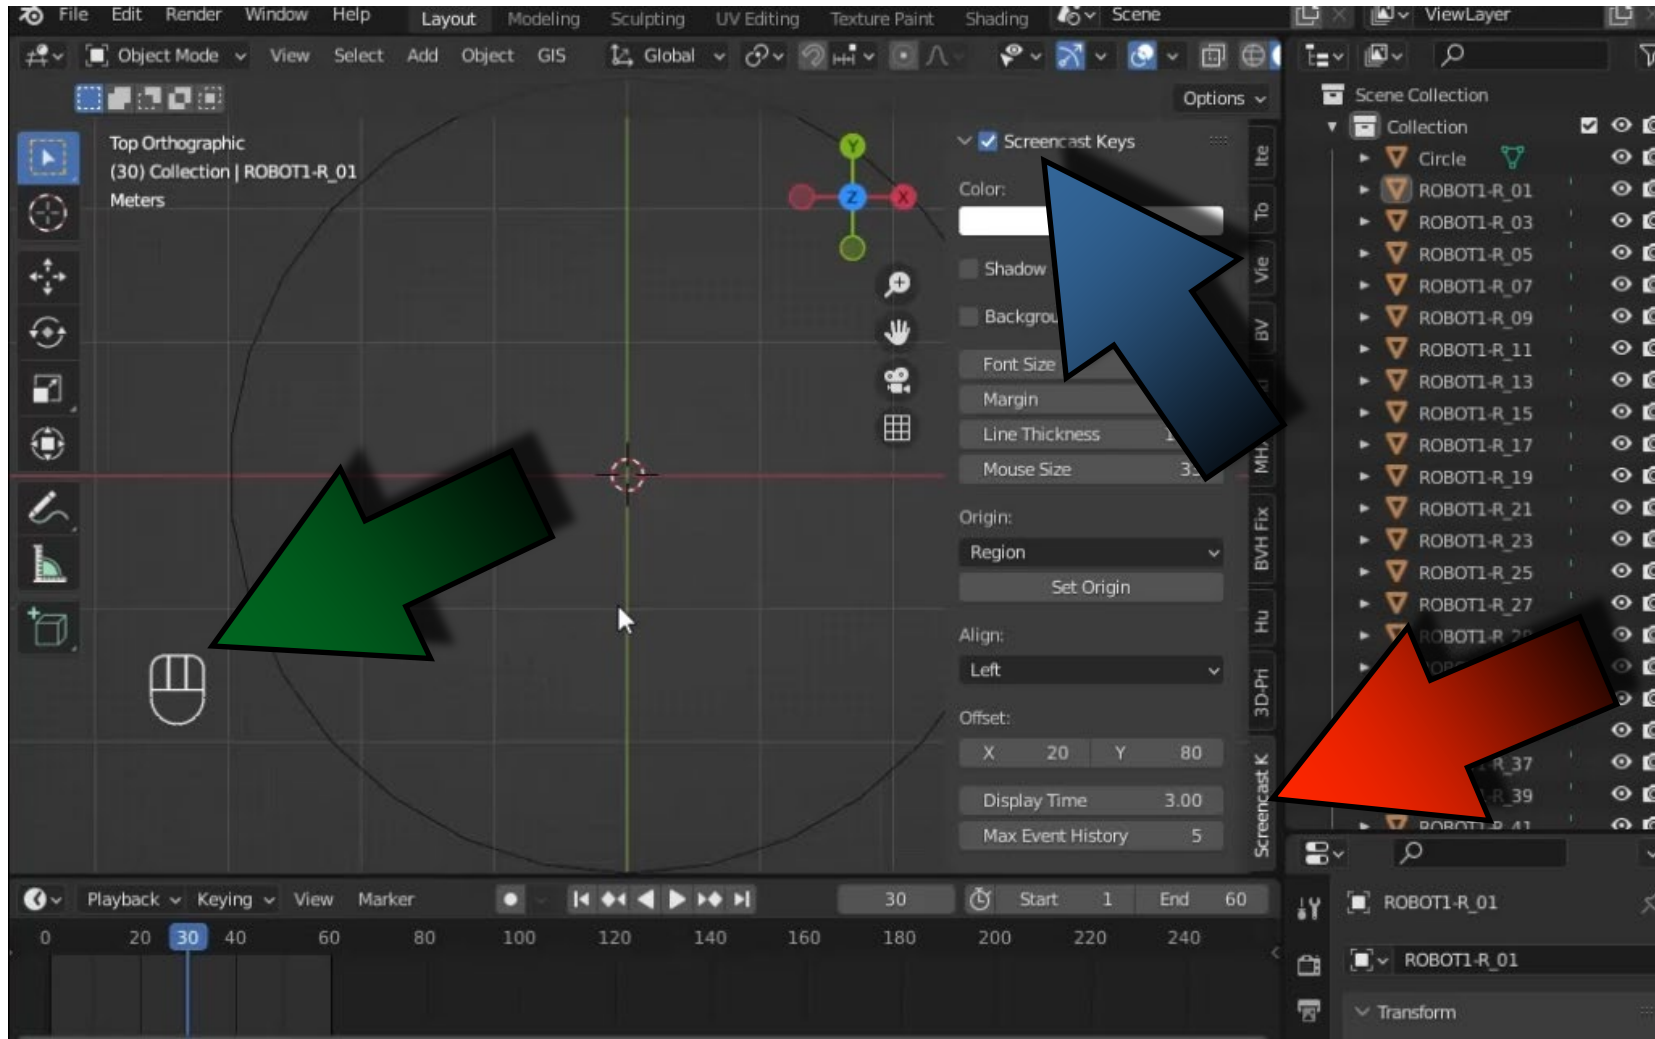 File Edit Render Window Help Layout Modeling Sculpting UV Editing Texture Paint Shading Scene ViewLayer
Object Mode View Select Add Object GIS Global
Options
Top Orthographic
(30) Collection | ROBOT1-R_01
Meters
Y
Z
X
Screencast Keys
Color:
Shadow
Font Size
Margin
Line Thickness
Mouse Size
Origin:
Region
Set Origin
Align:
Left
Offset:
X 20 Y 80
Display Time 3.00
Max Event History 5
Ite
To
Vie
BV
BVH Fix
Hu
3D-Pri
Screencast K
Scene Collection
Collection
Circle
ROBOT1-R_01
ROBOT1-R_03
ROBOT1-R_05
ROBOT1-R_07
ROBOT1-R_09
ROBOT1-R_11
ROBOT1-R_13
ROBOT1-R_15
ROBOT1-R_17
ROBOT1-R_19
ROBOT1-R_21
ROBOT1-R_23
ROBOT1-R_25
ROBOT1-R_27
ROBOT1-R_41
Playback Keying View Marker 30 Start 1 End 60
0 20 30 40 60 80 100 120 140 160 180 200 220 240
ROBOT1-R_01
ROBOT1-R_01
Transform